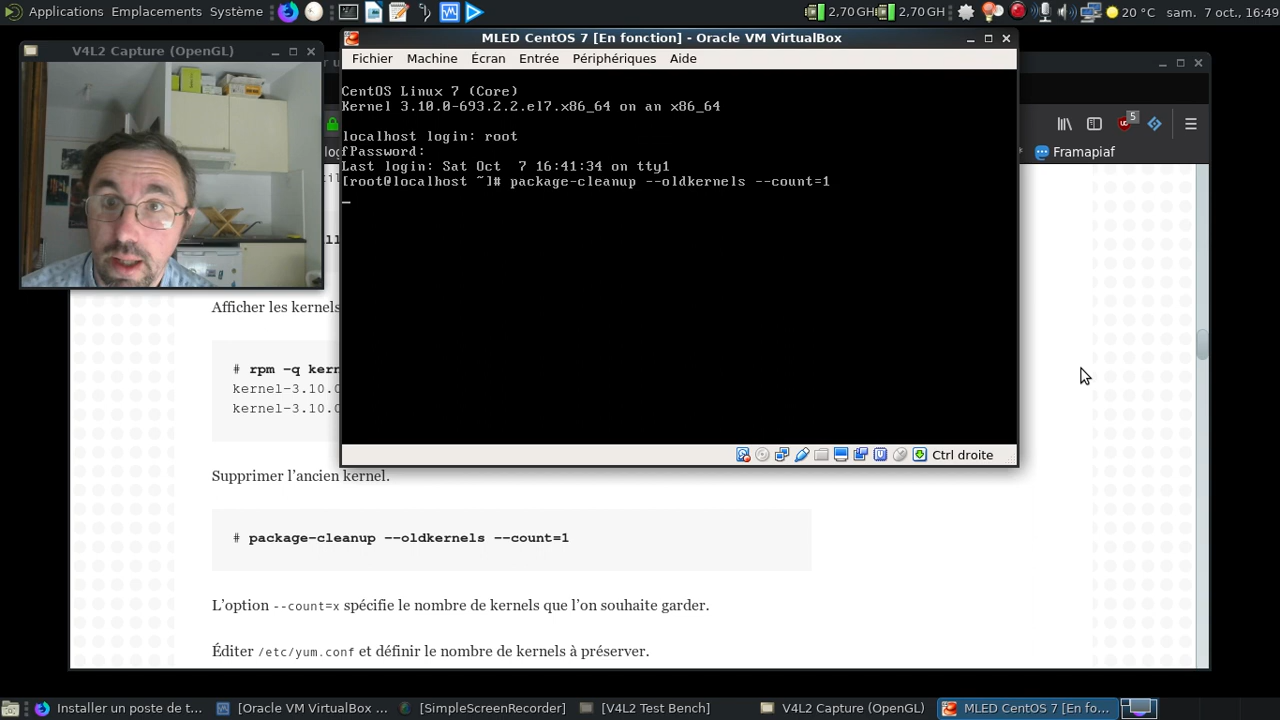 Applications Emplacements Système
2,70 GH 2,70 GH
20 °C sam. 7 oct., 16:49
V4L2 Capture (OpenGL)
MLED CentOS 7 [En fonction] - Oracle VM VirtualBox
Fichier Machine Écran Entrée Périphériques Aide
CentOS Linux 7 (Core)
Kernel 3.10.0-693.2.2.el7.x86_64 on an x86_64
localhost login: root
fPassword:
Last login: Sat Oct  7 16:41:34 on tty1
[root@localhost ~]# package-cleanup --oldkernels --count=1
5
Framapiaf
Ctrl droite
Afficher les kernels
# rpm -q kern
kernel-3.10.0
kernel-3.10.0
Supprimer l’ancien kernel.
# package-cleanup --oldkernels --count=1
L’option --count=x spécifie le nombre de kernels que l’on souhaite garder.
Éditer /etc/yum.conf et définir le nombre de kernels à préserver.
Installer un poste de t...
[Oracle VM VirtualBox ...
[SimpleScreenRecorder]
[V4L2 Test Bench]
V4L2 Capture (OpenGL)
MLED CentOS 7 [En fo...